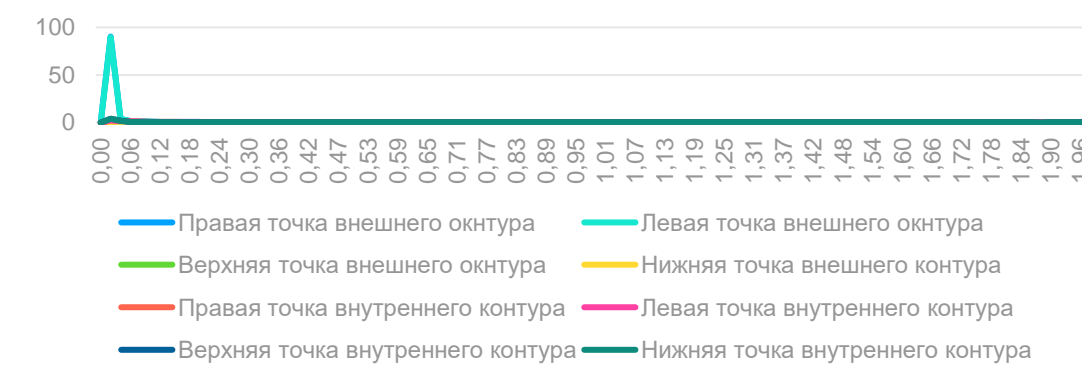 100
50
0
0,00 0,06 0,12 0,18 0,24 0,30 0,36 0,42 0,47 0,53 0,59 0,65 0,71 0,77 0,83 0,89 0,95 1,01 1,07 1,13 1,19 1,25 1,31 1,37 1,42 1,48 1,54 1,60 1,66 1,72 1,78 1,84 1,90 1,96
Правая точка внешнего окнтура Левая точка внешнего окнтура
Верхняя точка внешнего окнтура Нижняя точка внешнего контура
Правая точка внутреннего контура Левая точка внутреннего контура
Верхняя точка внутреннего контура Нижняя точка внутреннего контура